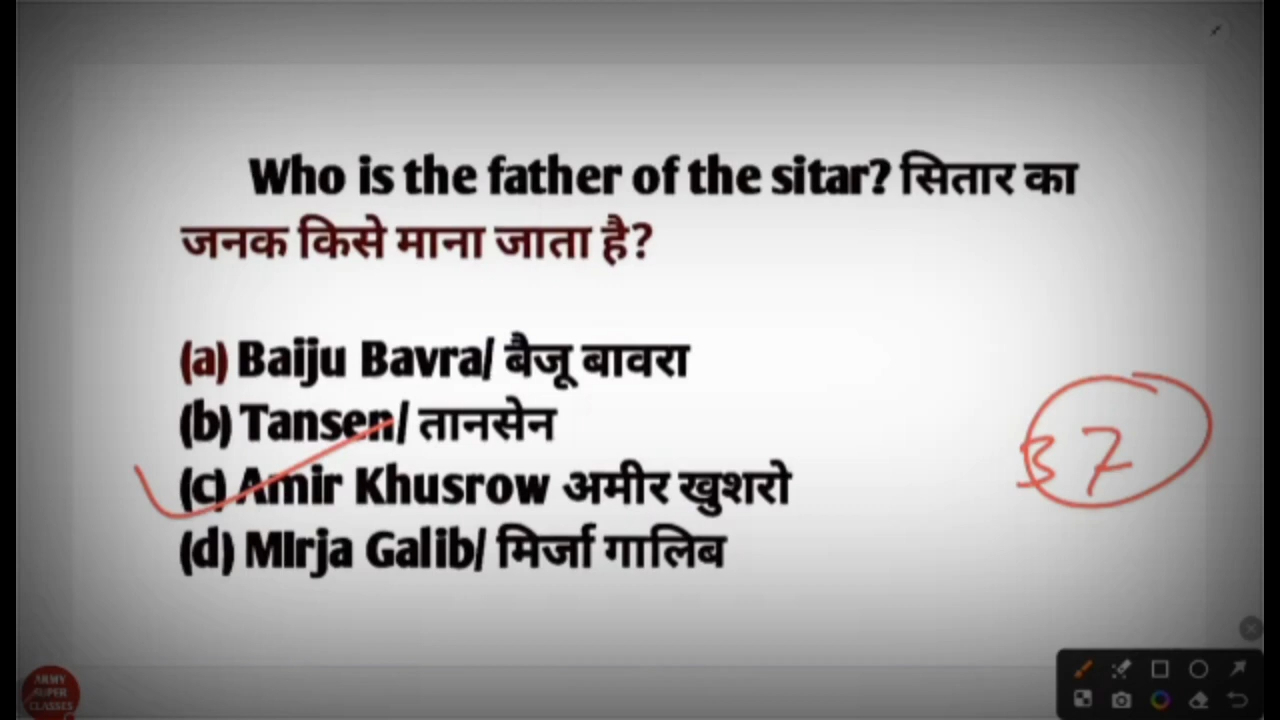 Who is the father of the sitar? सितार का
जनक किसे माना जाता है?
(a) Baiju Bavra/ बैजू बावरा
(b) Tansen/ तानसेन
(c) Amir Khusrow अमीर खुशरो
(d) MIrja Galib/ मिर्जा गालिब
37
ARMY
SUPER
CLASSES